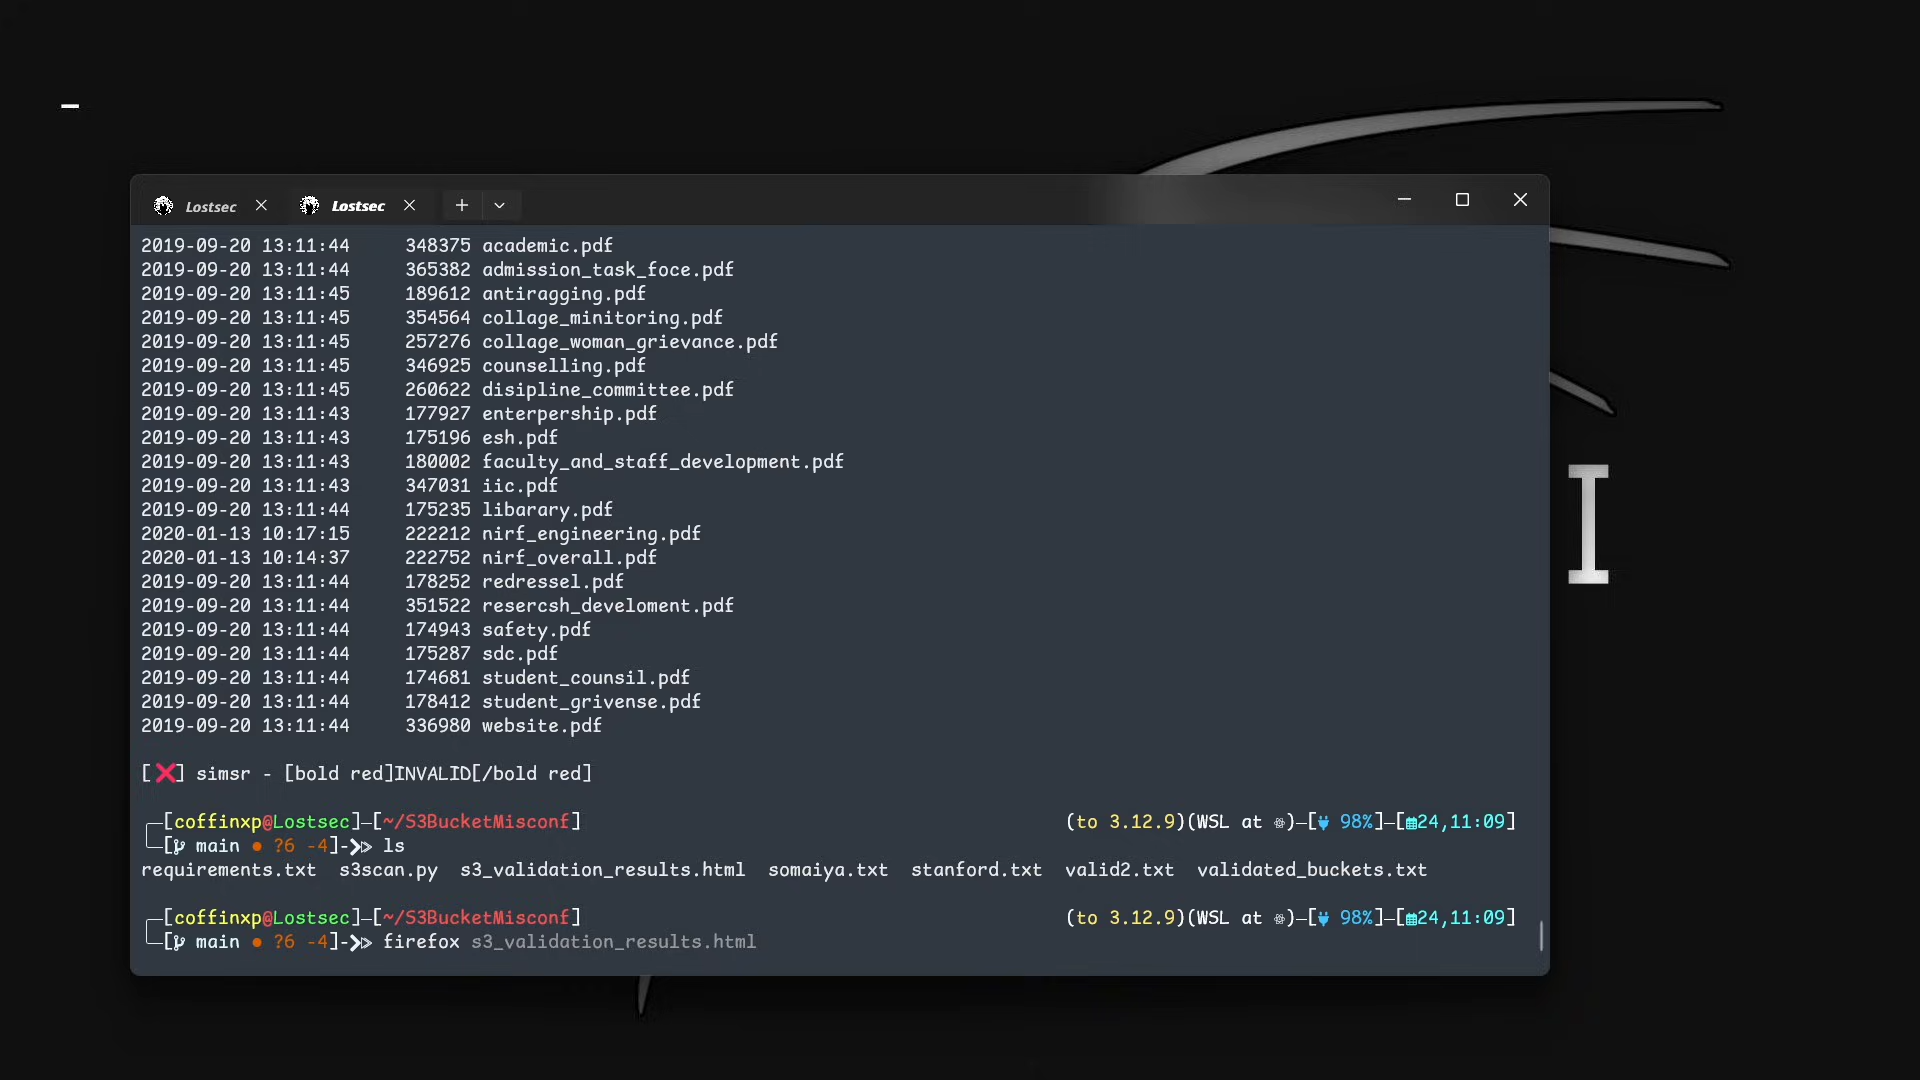 Lostsec Lostsec
2019-09-20 13:11:44 348375 academic.pdf
2019-09-20 13:11:44 365382 admission_task_foce.pdf
2019-09-20 13:11:45 189612 antiragging.pdf
2019-09-20 13:11:45 354564 collage_minitoring.pdf
2019-09-20 13:11:45 257276 collage_woman_grievance.pdf
2019-09-20 13:11:45 346925 counselling.pdf
2019-09-20 13:11:45 260622 disipline_committee.pdf
2019-09-20 13:11:43 177927 enterpership.pdf
2019-09-20 13:11:43 175196 esh.pdf
2019-09-20 13:11:43 180002 faculty_and_staff_development.pdf
2019-09-20 13:11:43 347031 iic.pdf
2019-09-20 13:11:44 175235 libarary.pdf
2020-01-13 10:17:15 222212 nirf_engineering.pdf
2020-01-13 10:14:37 222752 nirf_overall.pdf
2019-09-20 13:11:44 178252 redressel.pdf
2019-09-20 13:11:44 351522 resercsh_develoment.pdf
2019-09-20 13:11:44 174943 safety.pdf
2019-09-20 13:11:44 175287 sdc.pdf
2019-09-20 13:11:44 174681 student_counsil.pdf
2019-09-20 13:11:44 178412 student_grivense.pdf
2019-09-20 13:11:44 336980 website.pdf
[❌] simsr - [bold red]INVALID[/bold red]
┌─[coffinxp@Lostsec]─[~/S3BucketMisconf] (to 3.12.9)(WSL at ⚛)─[98%]─[24,11:09]
└─[main ● ?6 -4]-≫ ls
requirements.txt s3scan.py s3_validation_results.html somaiya.txt stanford.txt valid2.txt validated_buckets.txt
┌─[coffinxp@Lostsec]─[~/S3BucketMisconf] (to 3.12.9)(WSL at ⚛)─[98%]─[24,11:09]
└─[main ● ?6 -4]-≫ firefox s3_validation_results.html